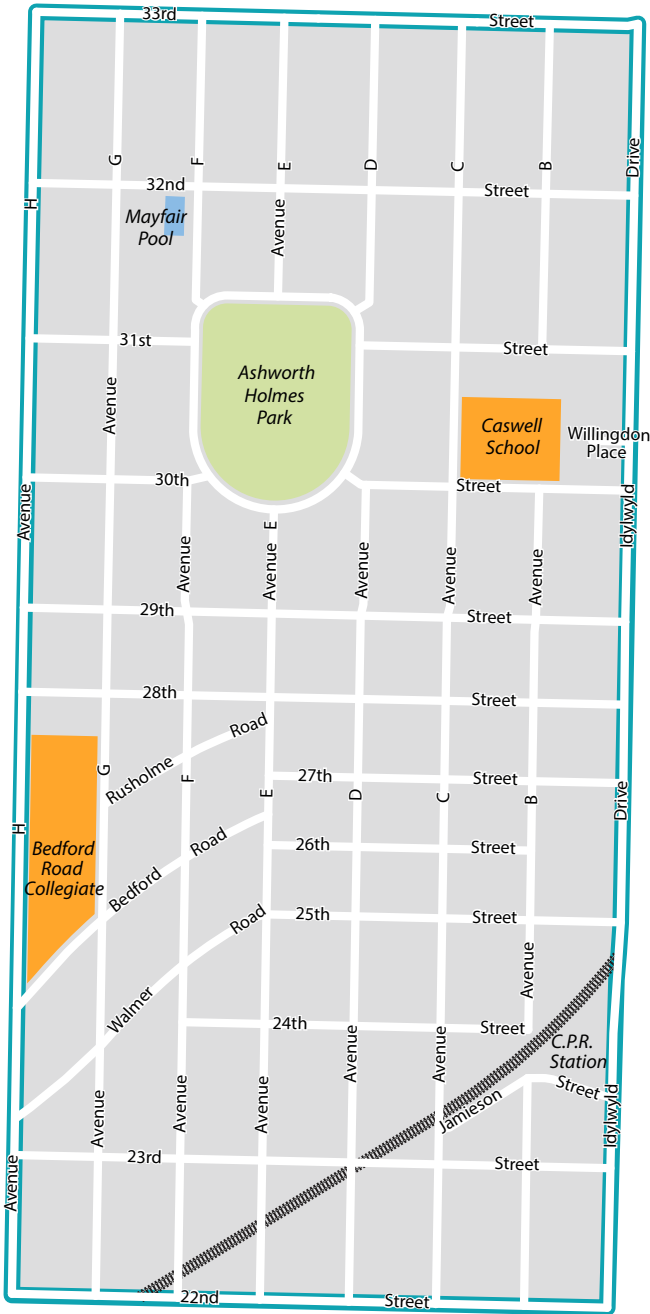 33rd Street
G F E D C B Drive
32nd Street
H
Mayfair
Pool
Avenue
31st Street
Ashworth
Holmes
Park
Avenue
Caswell
School
Willingdon
Place
30th Street
Avenue Idylwyld
E
Avenue Avenue Avenue Avenue Avenue
29th Street
28th Street
Rusholme Road
27th Street
G F E D C B Drive
H
26th Street
Bedford
Road
Collegiate
Bedford Road
25th Street
Walmer Road
Avenue
24th Street
C.P.R.
Station
Avenue Avenue
Jamieson Street
Avenue Avenue Avenue Idylwyld
23rd Street
Avenue
22nd Street